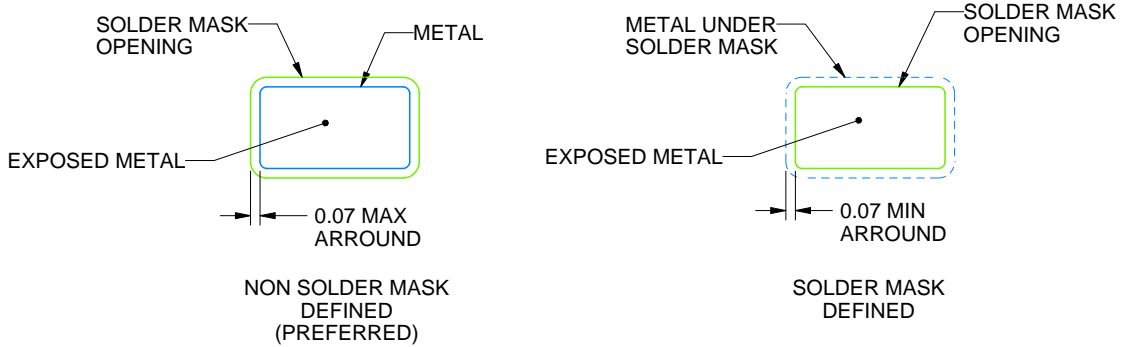 SOLDER MASK
OPENING
METAL
EXPOSED METAL
0.07 MAX
ARROUND
NON SOLDER MASK
DEFINED
(PREFERRED)
METAL UNDER
SOLDER MASK
SOLDER MASK
OPENING
EXPOSED METAL
0.07 MIN
ARROUND
SOLDER MASK
DEFINED